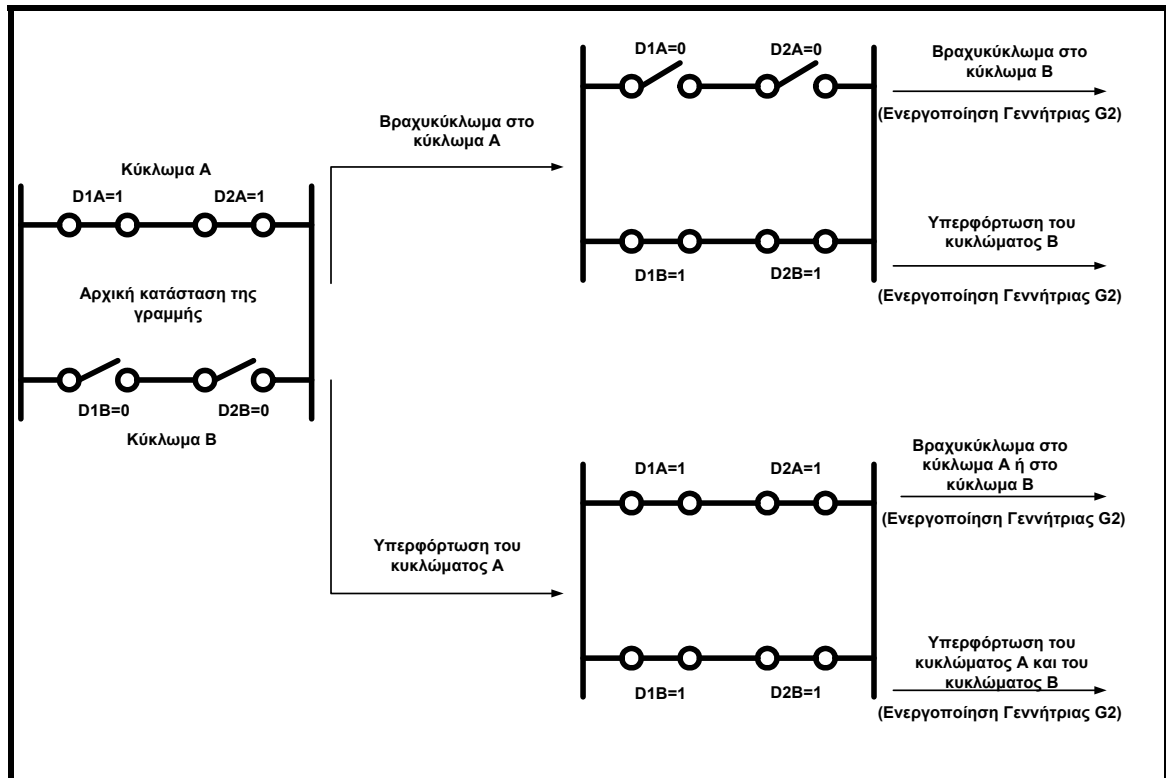 Κύκλωμα Α
D1A=1
D2A=1
Αρχική κατάσταση της
γραμμής
D1B=0
D2B=0
Κύκλωμα Β
Βραχυκύκλωμα στο
κύκλωμα Α
D1A=0
D2A=0
D1B=1
D2B=1
Βραχυκύκλωμα στο
κύκλωμα Β
(Ενεργοποίηση Γεννήτριας G2)
Υπερφόρτωση του
κυκλώματος Β
(Ενεργοποίηση Γεννήτριας G2)
Υπερφόρτωση του
κυκλώματος Α
D1A=1
D2A=1
D1B=1
D2B=1
Βραχυκύκλωμα στο
κύκλωμα Α ή στο
κύκλωμα Β
(Ενεργοποίηση Γεννήτριας G2)
Υπερφόρτωση του
κυκλώματος Α και του
κυκλώματος Β
(Ενεργοποίηση Γεννήτριας G2)